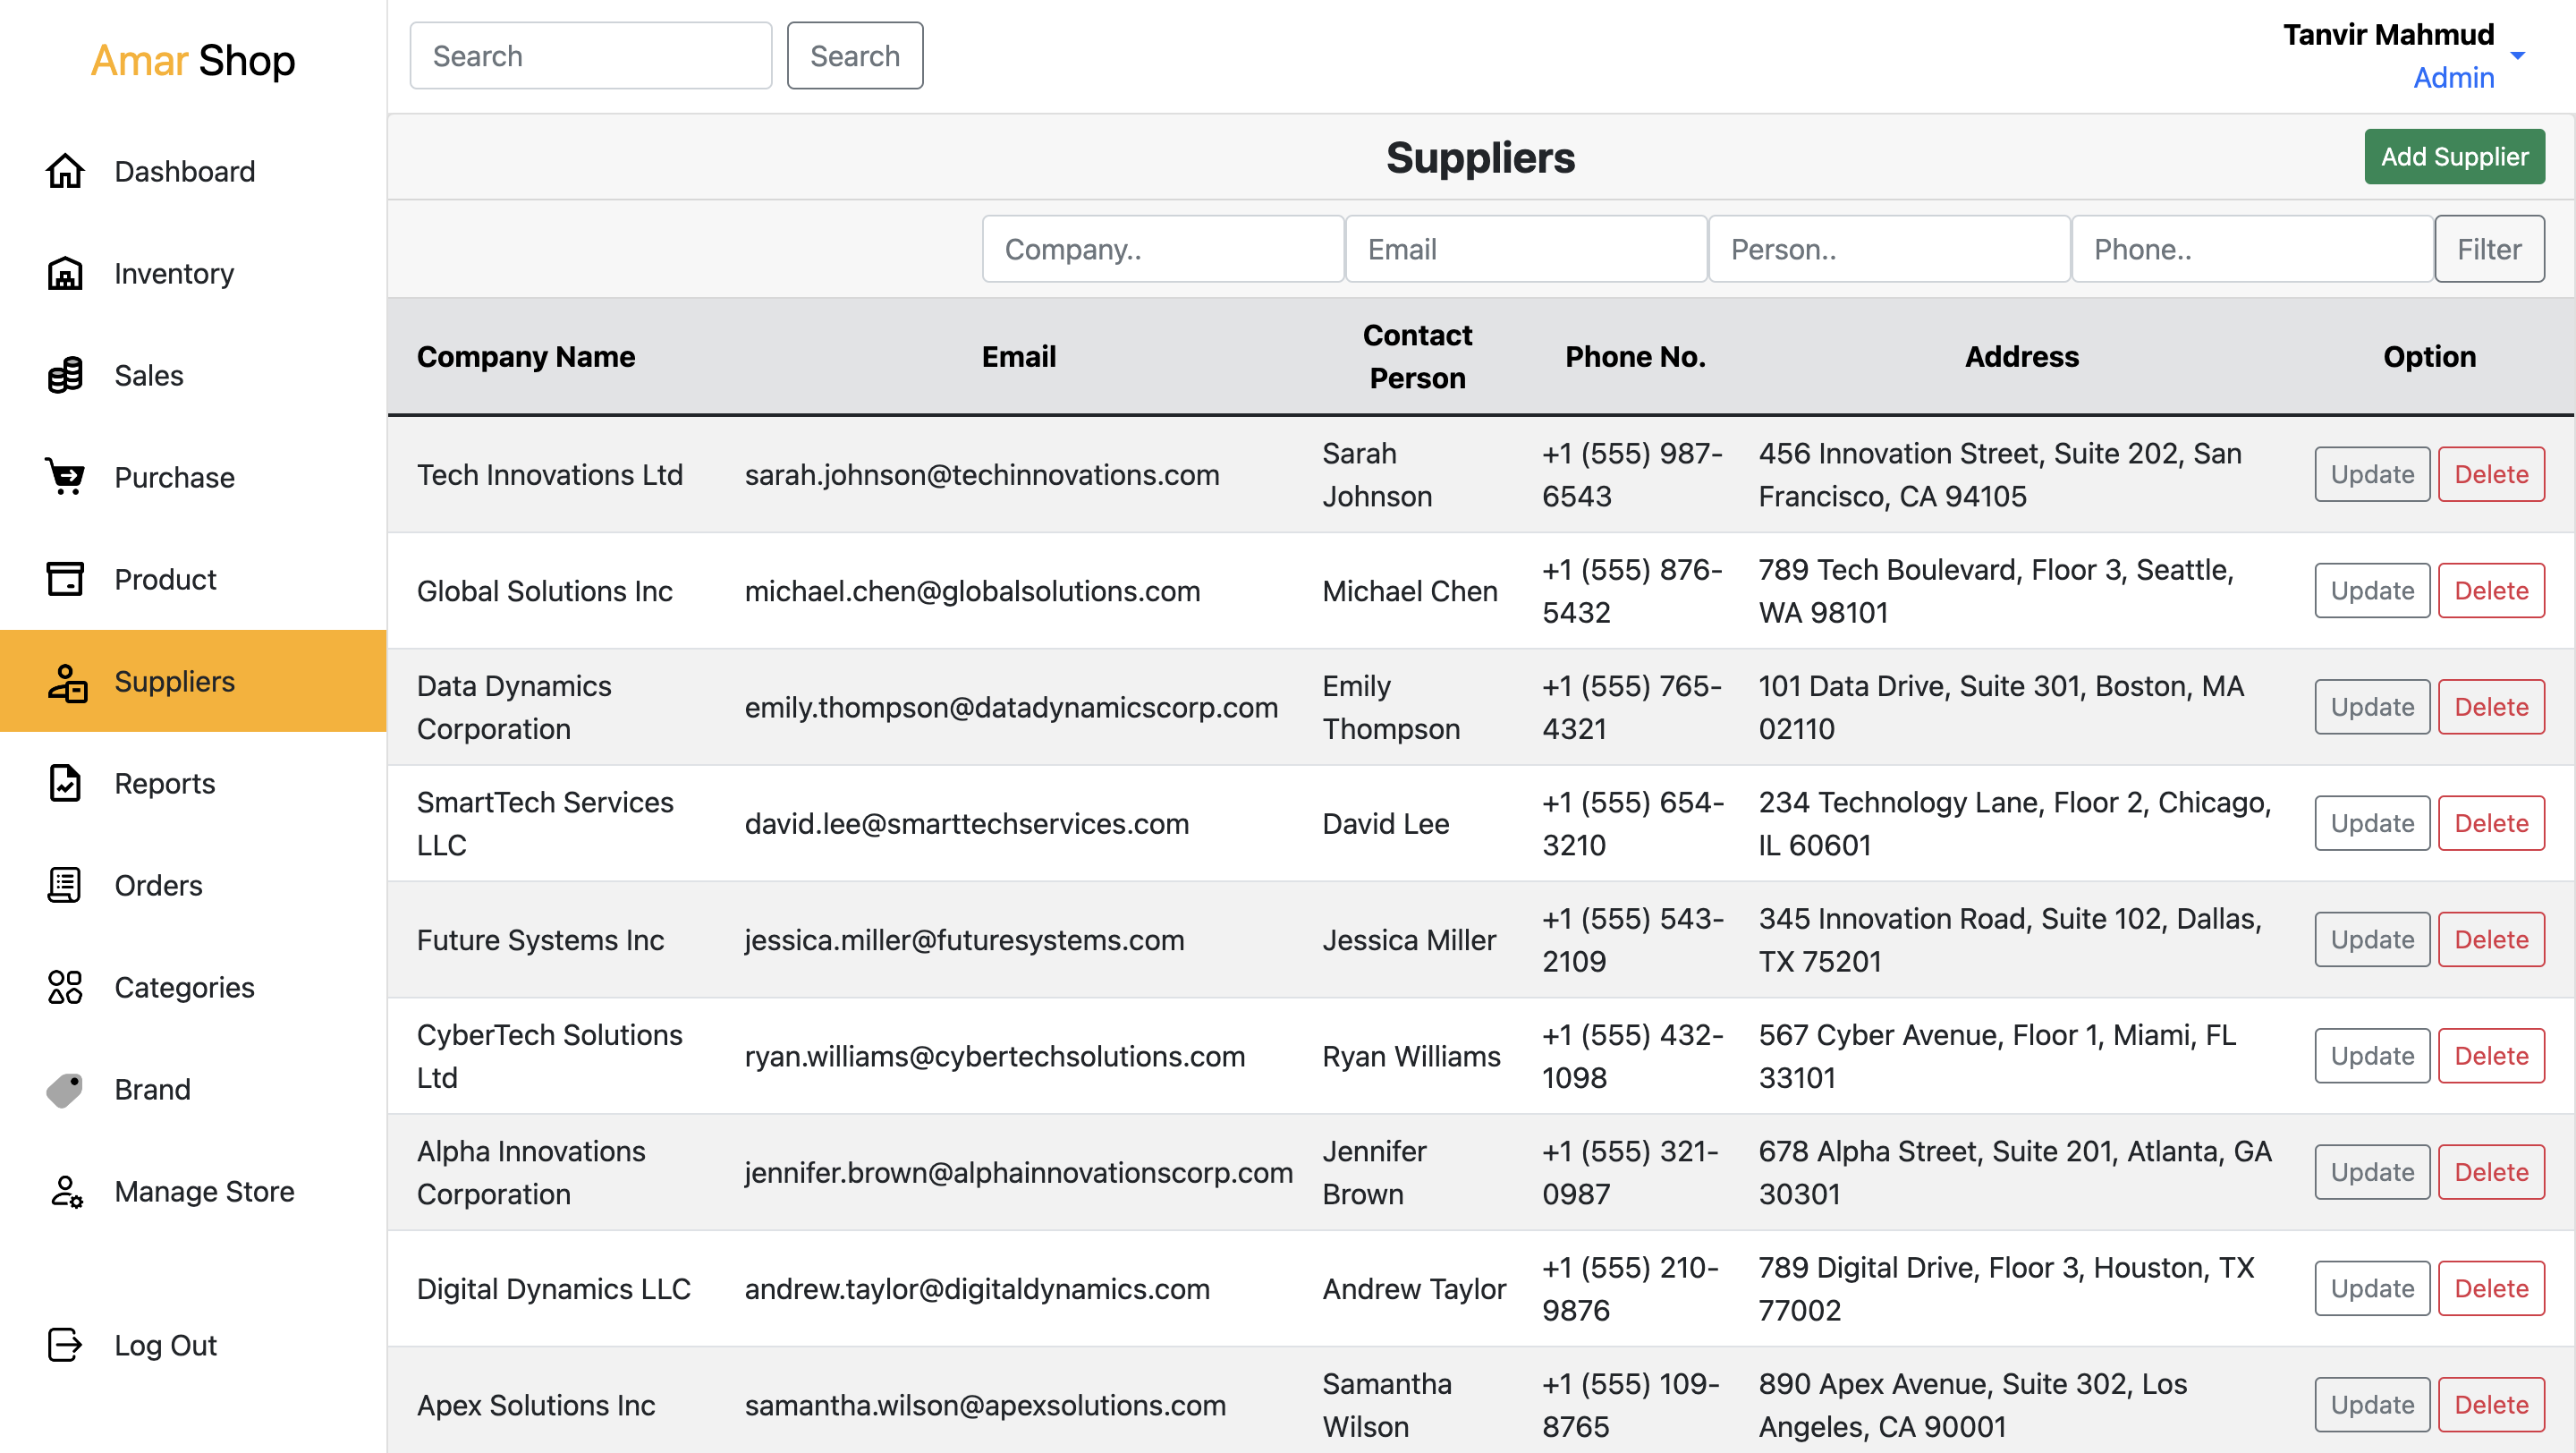 Amar Shop
Dashboard
Inventory
Sales
Purchase
Product
Suppliers
Reports
Orders
Categories
Brand
Manage Store
Log Out
Search Search
Tanvir Mahmud
Admin
Suppliers Add Supplier
Company.. Email Person.. Phone.. Filter
Company Name Email Contact Person Phone No. Address Option
Tech Innovations Ltd sarah.johnson@techinnovations.com Sarah Johnson +1 (555) 987-6543 456 Innovation Street, Suite 202, San Francisco, CA 94105 Update Delete
Global Solutions Inc michael.chen@globalsolutions.com Michael Chen +1 (555) 876-5432 789 Tech Boulevard, Floor 3, Seattle, WA 98101 Update Delete
Data Dynamics Corporation emily.thompson@datadynamicscorp.com Emily Thompson +1 (555) 765-4321 101 Data Drive, Suite 301, Boston, MA 02110 Update Delete
SmartTech Services LLC david.lee@smarttechservices.com David Lee +1 (555) 654-3210 234 Technology Lane, Floor 2, Chicago, IL 60601 Update Delete
Future Systems Inc jessica.miller@futuresystems.com Jessica Miller +1 (555) 543-2109 345 Innovation Road, Suite 102, Dallas, TX 75201 Update Delete
CyberTech Solutions Ltd ryan.williams@cybertechsolutions.com Ryan Williams +1 (555) 432-1098 567 Cyber Avenue, Floor 1, Miami, FL 33101 Update Delete
Alpha Innovations Corporation jennifer.brown@alphainnovationscorp.com Jennifer Brown +1 (555) 321-0987 678 Alpha Street, Suite 201, Atlanta, GA 30301 Update Delete
Digital Dynamics LLC andrew.taylor@digitaldynamics.com Andrew Taylor +1 (555) 210-9876 789 Digital Drive, Floor 3, Houston, TX 77002 Update Delete
Apex Solutions Inc samantha.wilson@apexsolutions.com Samantha Wilson +1 (555) 109-8765 890 Apex Avenue, Suite 302, Los Angeles, CA 90001 Update Delete